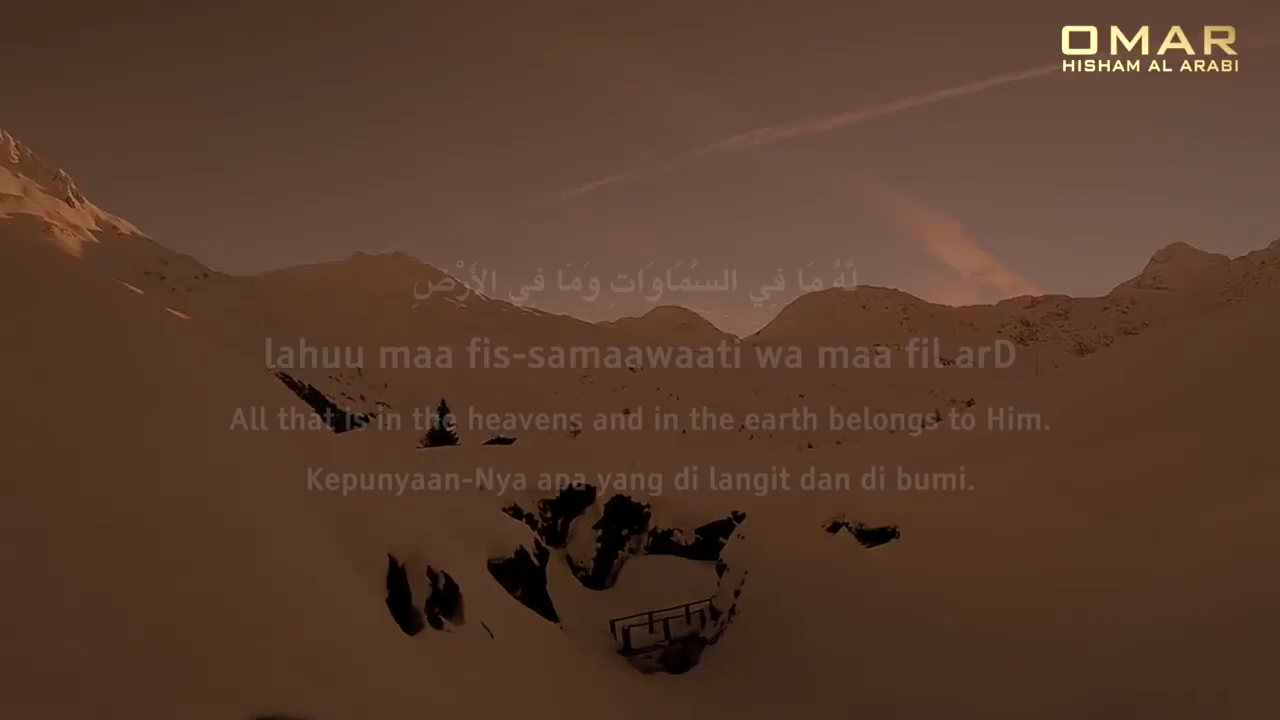 OMAR
HISHAM AL ARABI
لَّهُ مَا فِي السَّمَاوَات وَمَا فِي الأَرْض
lahuu maa fis-samaawaati wa maa fil arD
All that is in the heavens and in the earth belongs to Him.
Kepunyaan-Nya apa yang di langit dan di bumi.